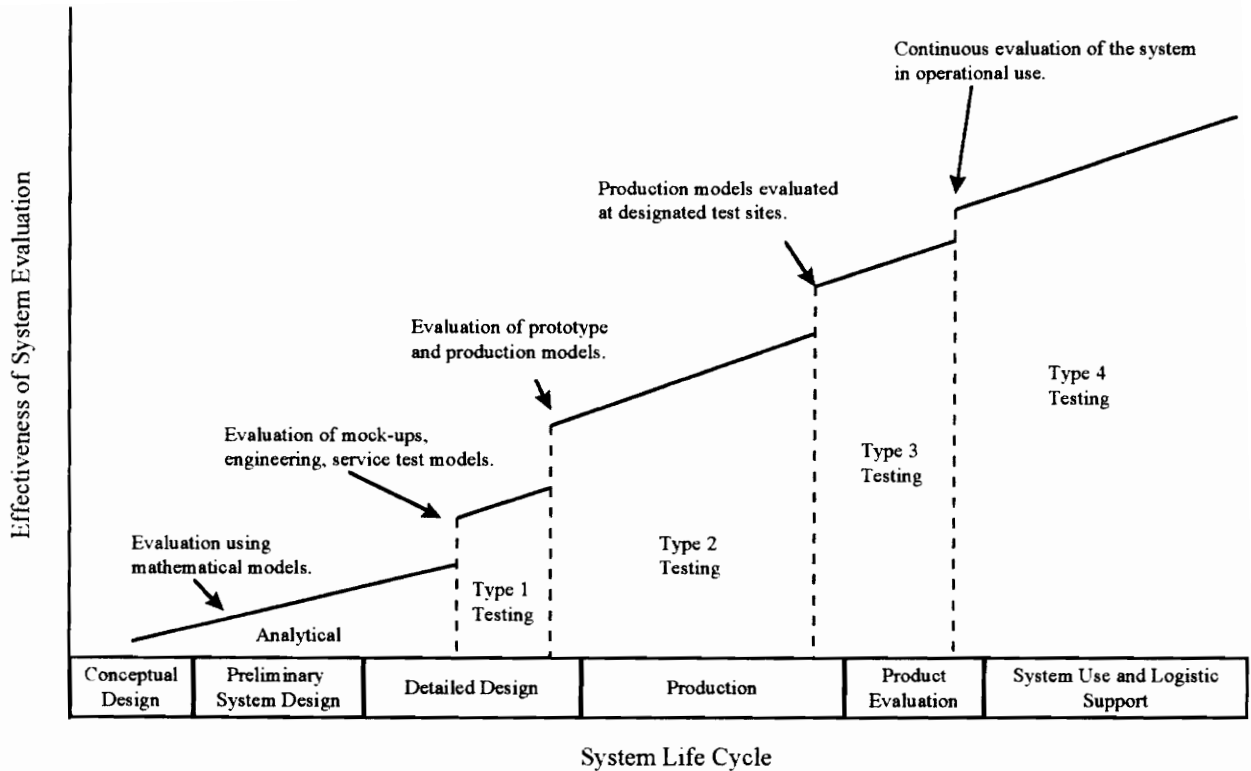 Effectiveness of System Evaluation
Continuous evaluation of the system
in operational use.
Production models evaluated
at designated test sites.
Evaluation of prototype
and production models.
Evaluation of mock-ups,
engineering, service test models.
Evaluation using
mathematical models.
Analytical
Type 1
Testing
Type 2
Testing
Type 3
Testing
Type 4
Testing
Conceptual
Design
Preliminary
System Design
Detailed Design
Production
Product
Evaluation
System Use and Logistic
Support
System Life Cycle